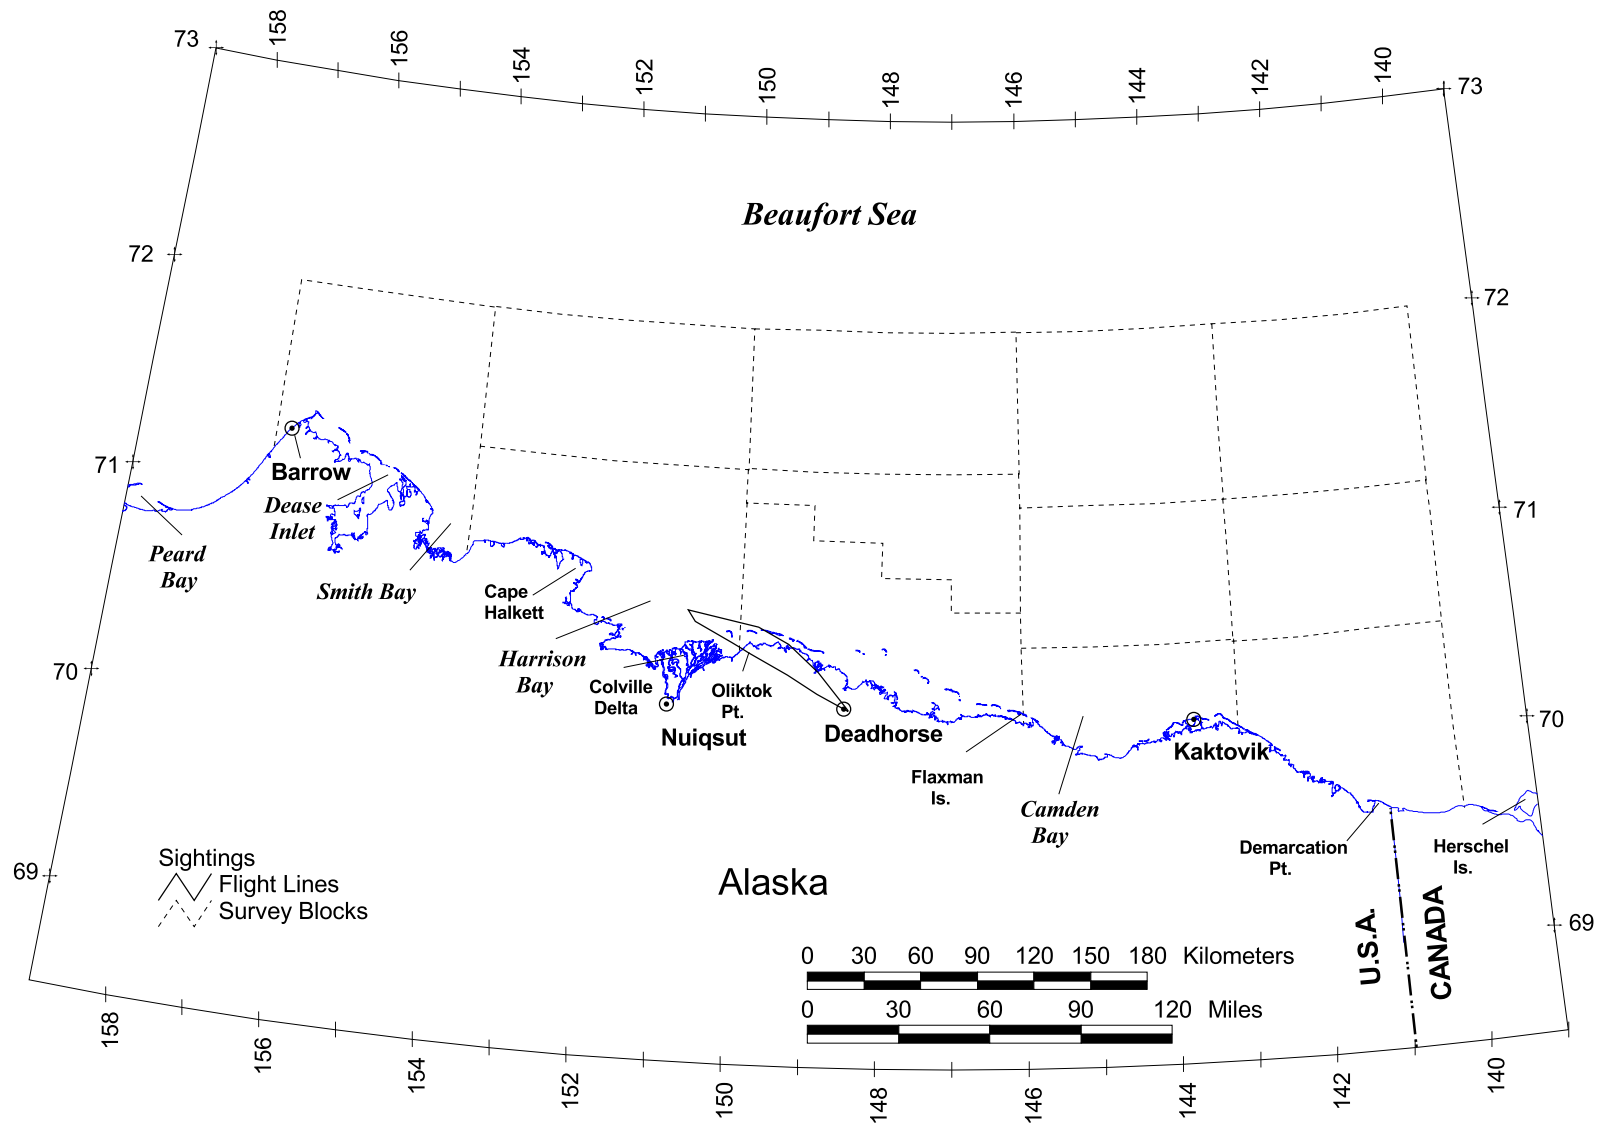 158
156
154
152
150
148
146
144
142
140
73
73
Beaufort Sea
72
72
71
71
Barrow
Dease
Inlet
Peard
Bay
Smith Bay
Cape
Halkett
Harrison
Bay
70
70
Colville
Delta
Oliktok
Pt.
Nuiqsut
Deadhorse
Kaktovik
Flaxman
Is.
Camden
Bay
Demarcation
Pt.
Herschel
Is.
Sightings
Flight Lines
Survey Blocks
69
69
Alaska
U.S.A.
CANADA
0 30 60 90 120 150 180 Kilometers
0 30 60 90 120 Miles
158
156
154
152
150
148
146
144
142
140